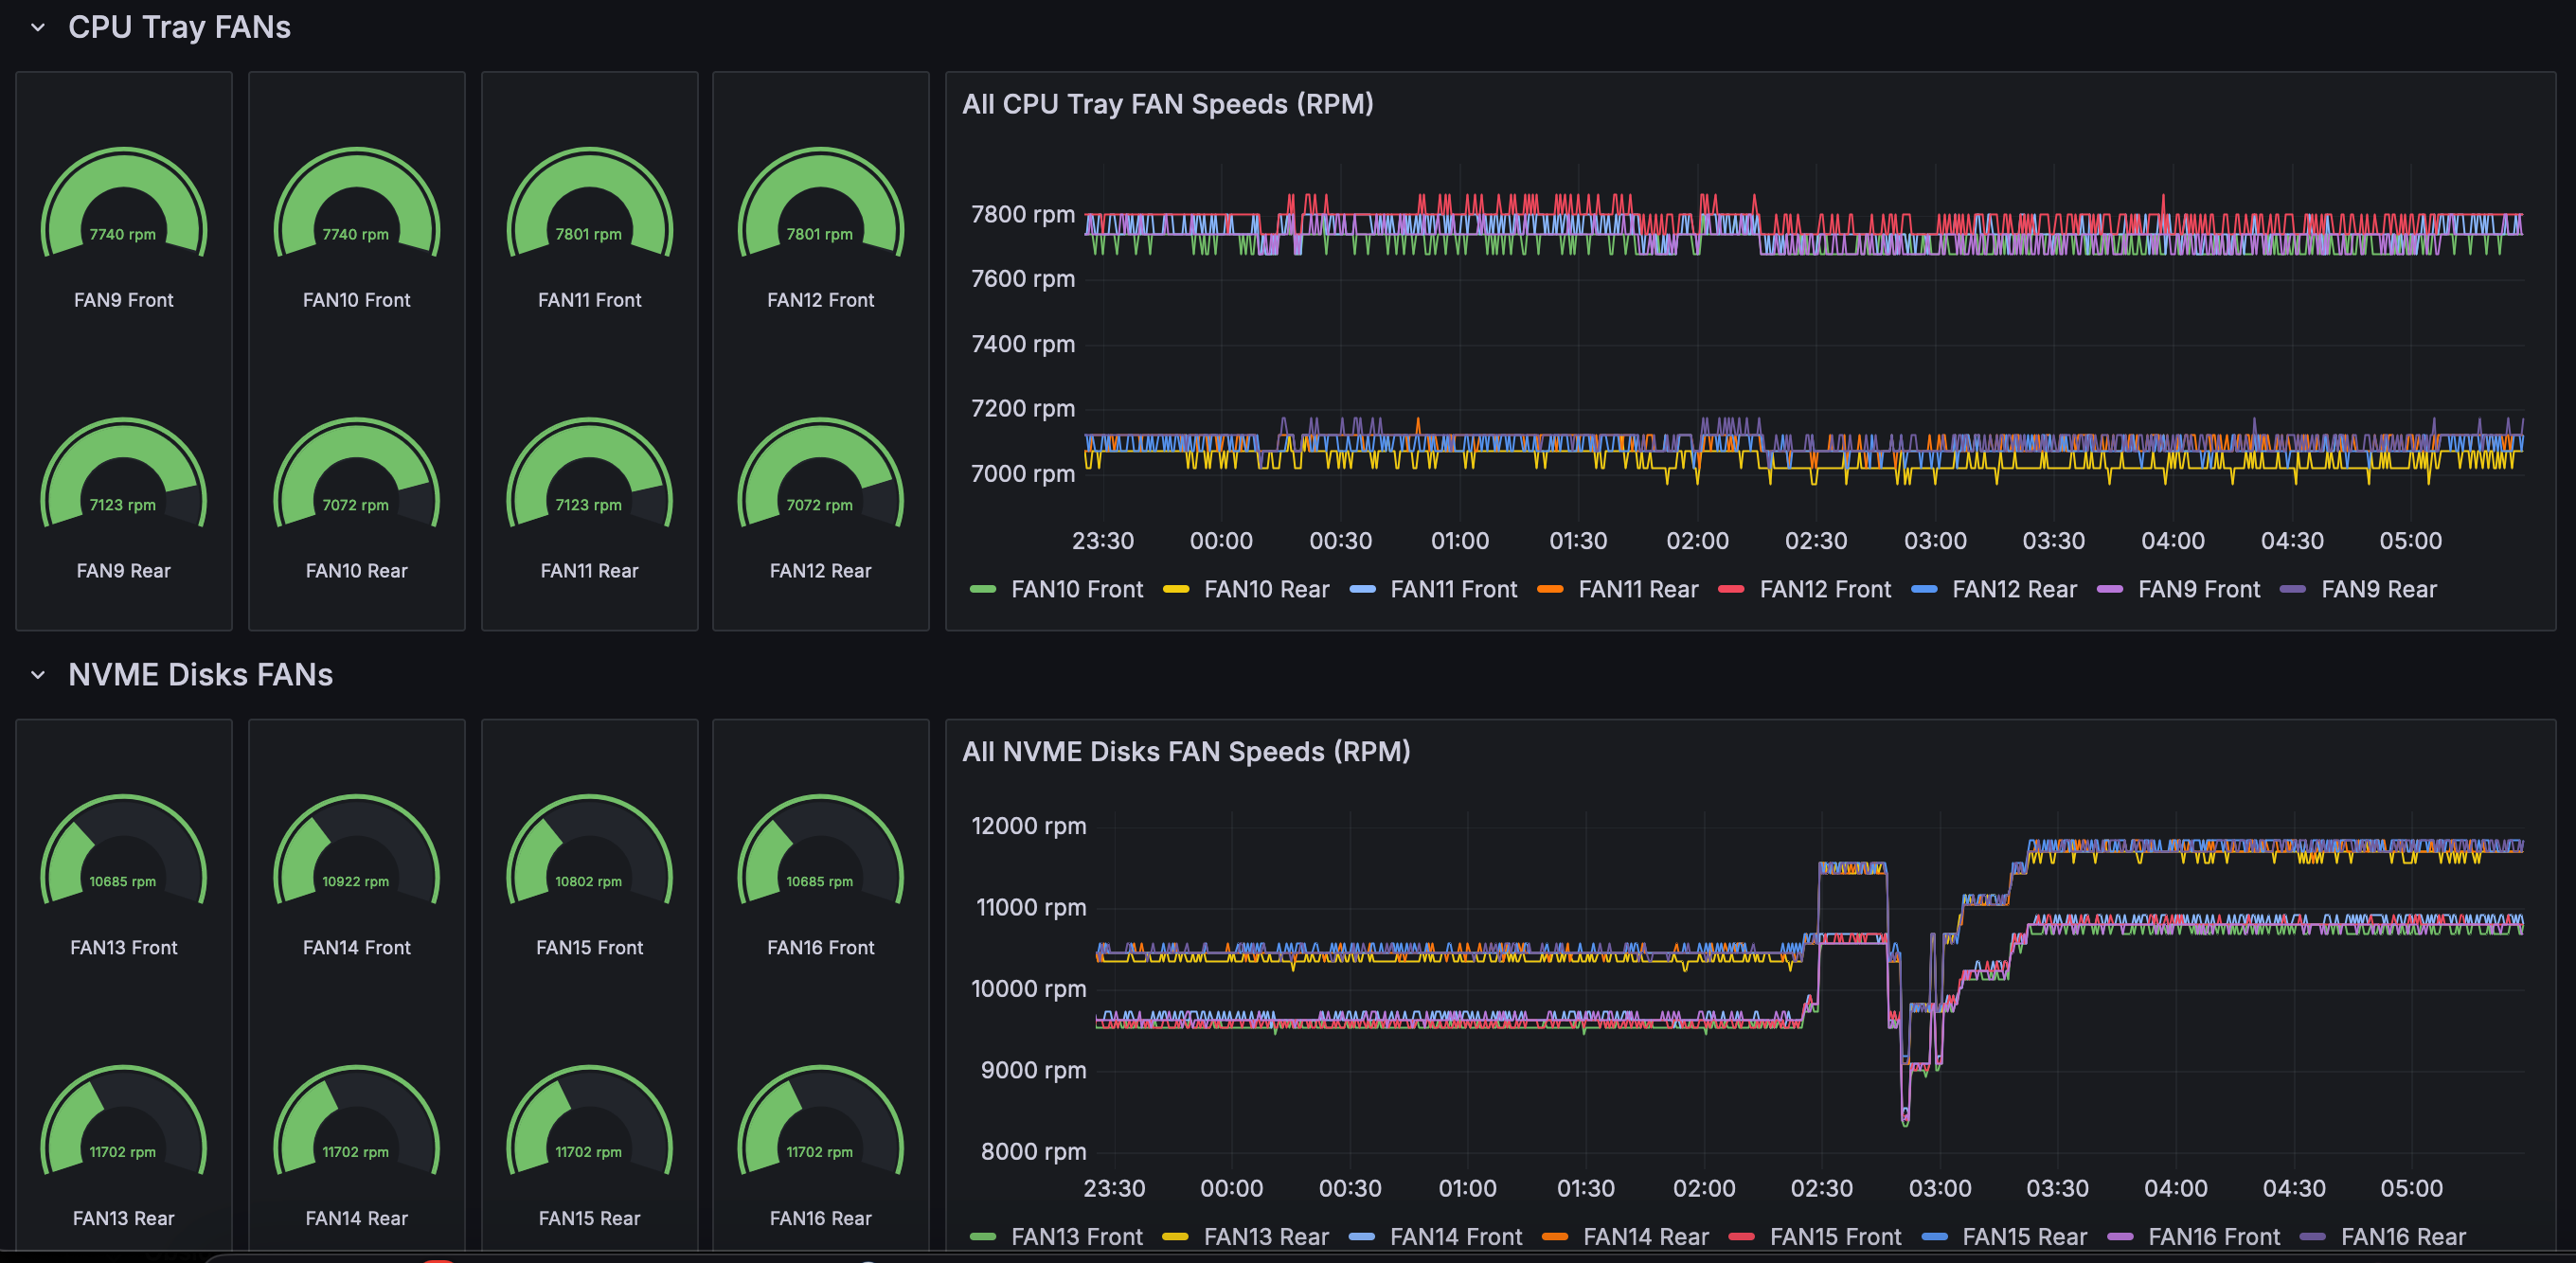 CPU Tray FANs
7740 rpm
FAN9 Front
7740 rpm
FAN10 Front
7801 rpm
FAN11 Front
7801 rpm
FAN12 Front
7123 rpm
FAN9 Rear
7072 rpm
FAN10 Rear
7123 rpm
FAN11 Rear
7072 rpm
FAN12 Rear
All CPU Tray FAN Speeds (RPM)
7800 rpm
7600 rpm
7400 rpm
7200 rpm
7000 rpm
23:30 00:00 00:30 01:00 01:30 02:00 02:30 03:00 03:30 04:00 04:30 05:00
FAN10 Front FAN10 Rear FAN11 Front FAN11 Rear FAN12 Front FAN12 Rear FAN9 Front FAN9 Rear
NVME Disks FANs
10685 rpm
FAN13 Front
10922 rpm
FAN14 Front
10802 rpm
FAN15 Front
10685 rpm
FAN16 Front
11702 rpm
FAN13 Rear
11702 rpm
FAN14 Rear
11702 rpm
FAN15 Rear
11702 rpm
FAN16 Rear
All NVME Disks FAN Speeds (RPM)
12000 rpm
11000 rpm
10000 rpm
9000 rpm
8000 rpm
23:30 00:00 00:30 01:00 01:30 02:00 02:30 03:00 03:30 04:00 04:30 05:00
FAN13 Front FAN13 Rear FAN14 Front FAN14 Rear FAN15 Front FAN15 Rear FAN16 Front FAN16 Rear